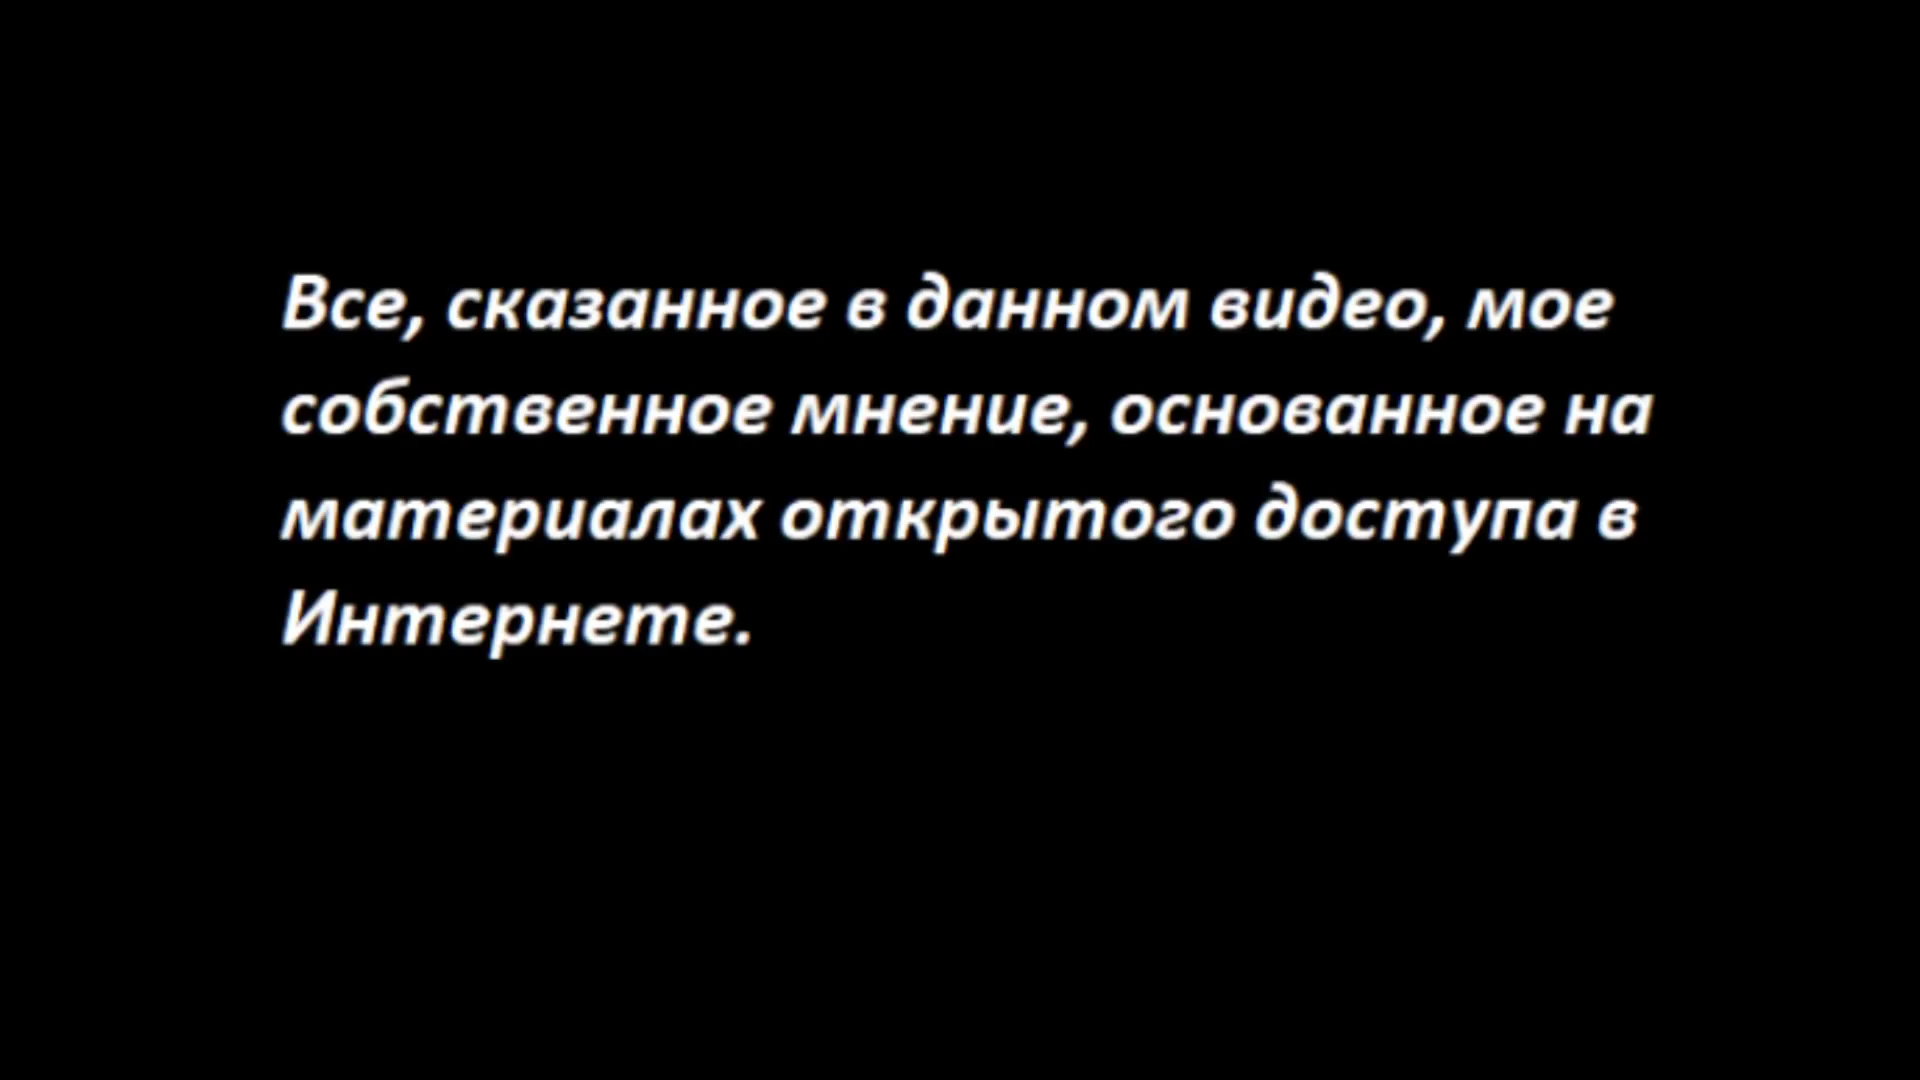 Все, сказанное в данном видео, мое
собственное мнение, основанное на
материалах открытого доступа в
Интернете.